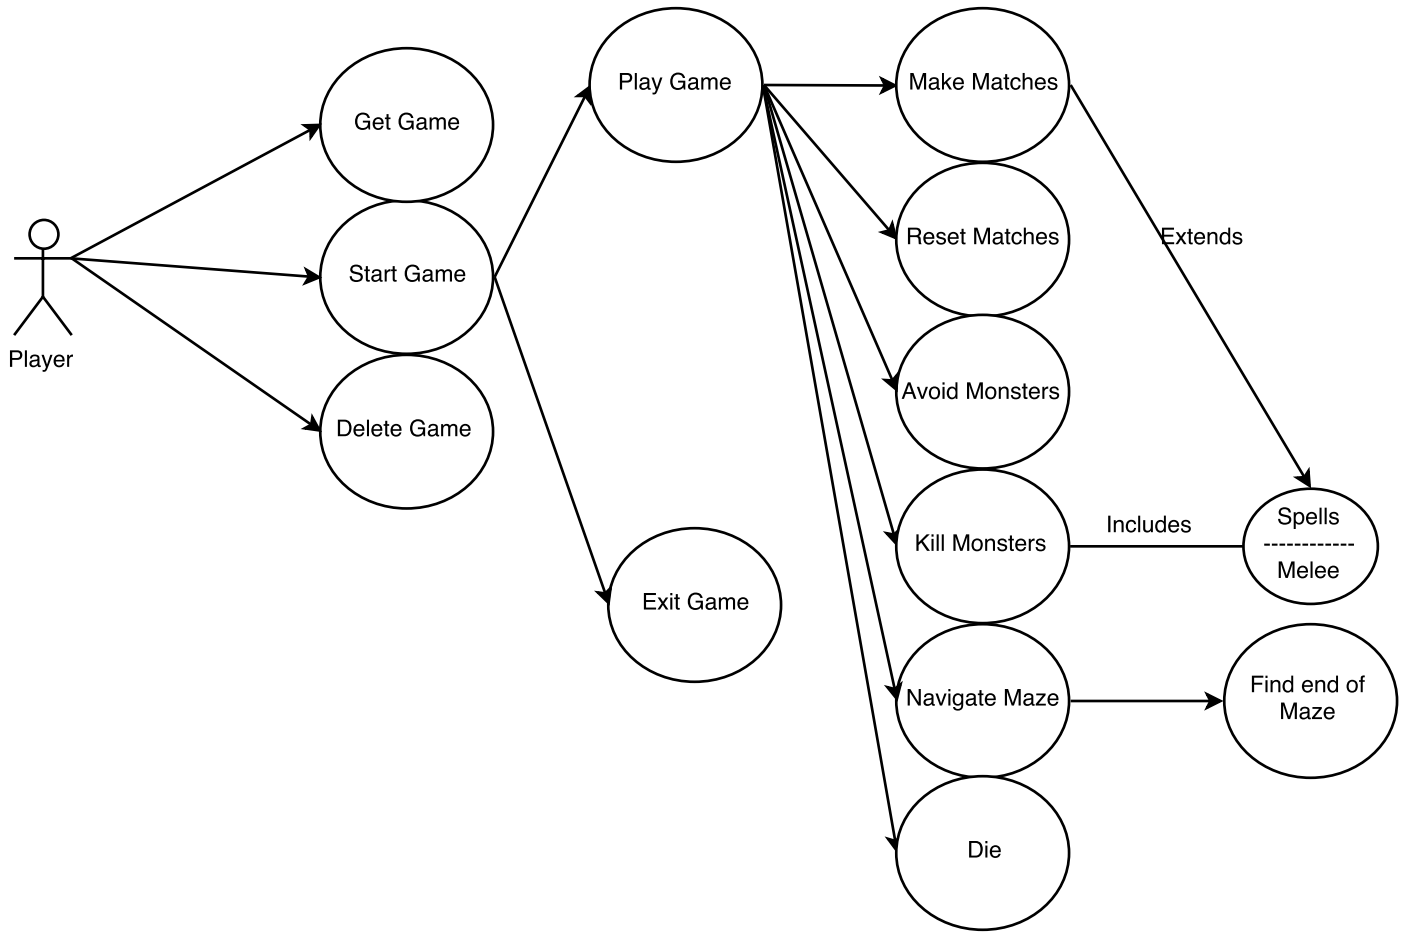 Player
Get Game
Start Game
Delete Game
Play Game
Exit Game
Make Matches
Reset Matches
Avoid Monsters
Kill Monsters
Navigate Maze
Die
Extends
Includes
Spells
------------
Melee
Find end of
Maze